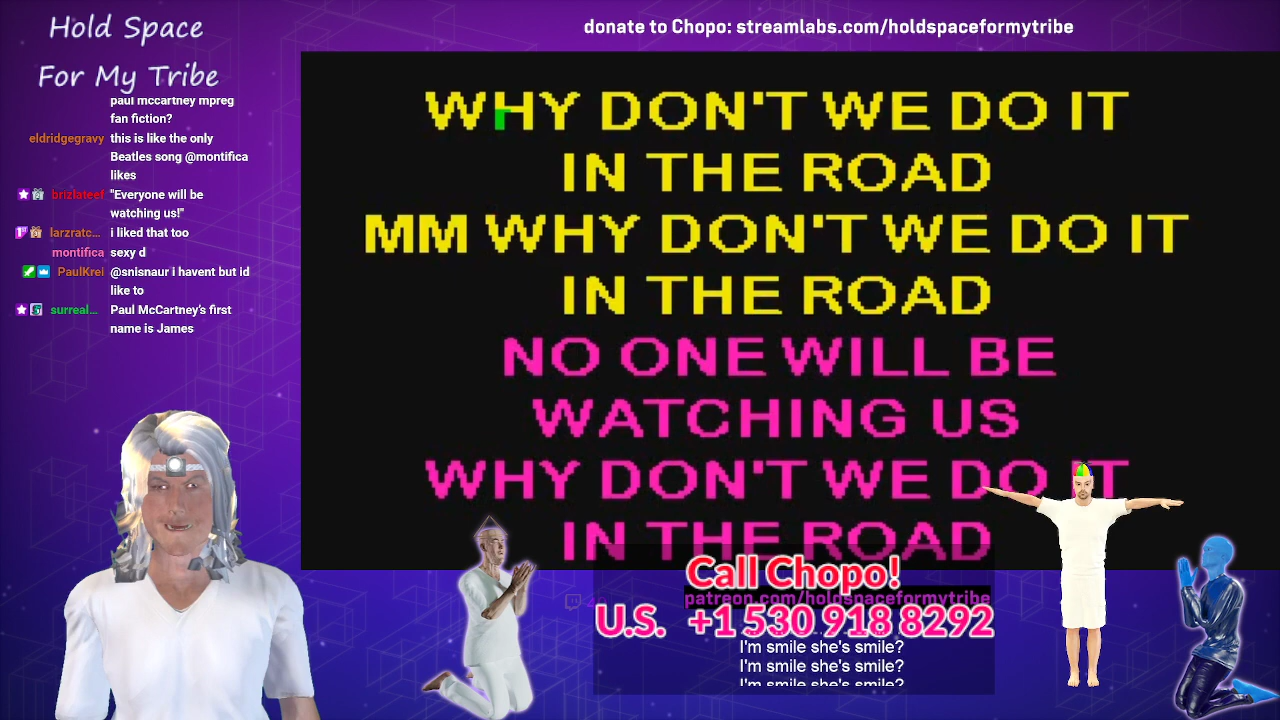 Hold Space
For My Tribe
donate to Chopo: streamlabs.com/holdspaceformytribe
paul mccartney mpreg
fan fiction?
eldridgegravy this is like the only
Beatles song @montifica
likes
brizlateef "Everyone will be
watching us!"
larzratc... i liked that too
montifica sexy d
PaulKrei @snisnaur i havent but id
like to
surreal... Paul McCartney's first
name is James
WHY DON'T WE DO IT
IN THE ROAD
MM WHY DON'T WE DO IT
IN THE ROAD
NO ONE WILL BE
WATCHING US
WHY DON'T WE DO IT
IN THE ROAD
Call Chopo!
patreon.com/holdspaceformytribe
U.S. +1 530 918 8292
I'm smile she's smile?
I'm smile she's smile?
I'm smile she's smile?